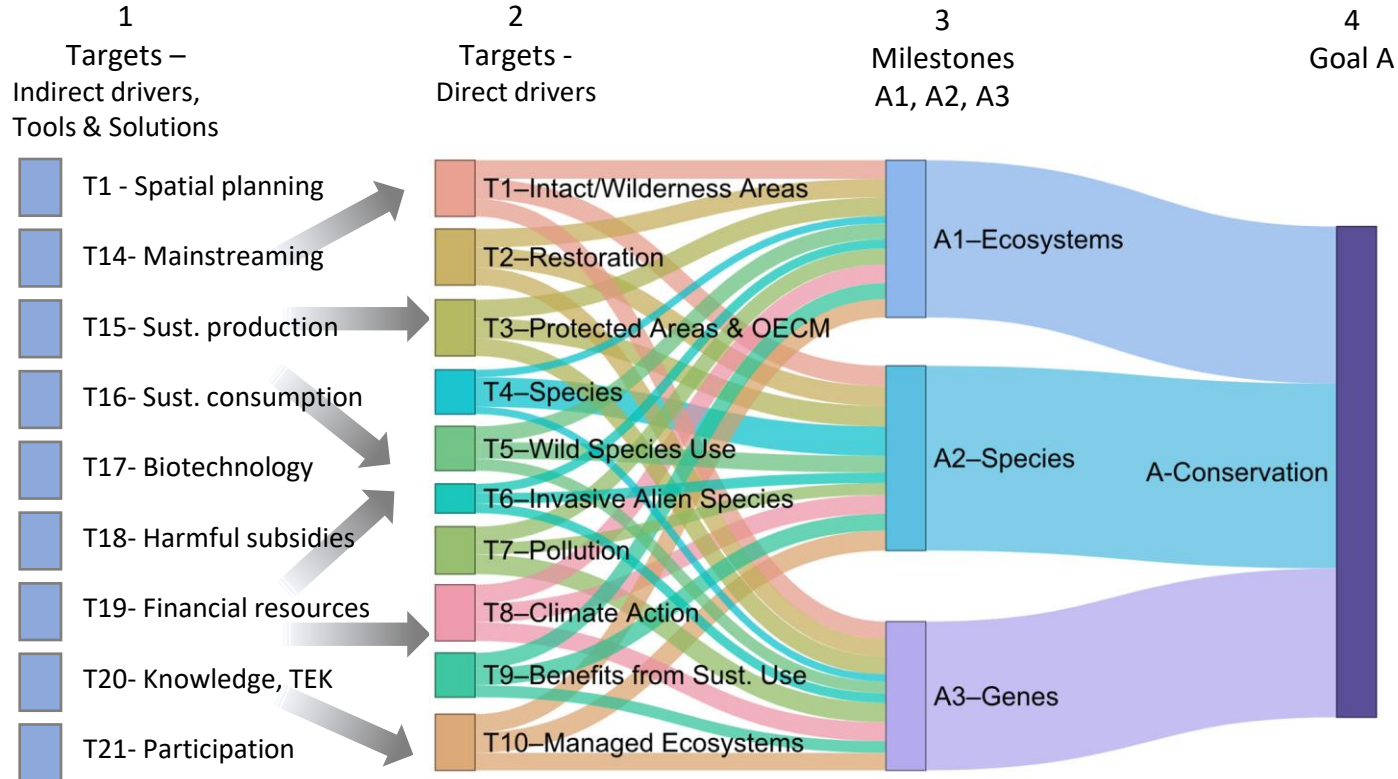 1
Targets –
Indirect drivers,
Tools & Solutions
T1 - Spatial planning
T14- Mainstreaming
T15- Sust. production
T16- Sust. consumption
T17- Biotechnology
T18- Harmful subsidies
T19- Financial resources
T20- Knowledge, TEK
T21- Participation
2
Targets -
Direct drivers
T1–Intact/Wilderness Areas
T2–Restoration
T3–Protected Areas & OECM
T4–Species
T5–Wild Species Use
T6–Invasive Alien Species
T7–Pollution
T8–Climate Action
T9–Benefits from Sust. Use
T10–Managed Ecosystems
3
Milestones
A1, A2, A3
A1–Ecosystems
A2–Species
A3–Genes
4
Goal A
A-Conservation